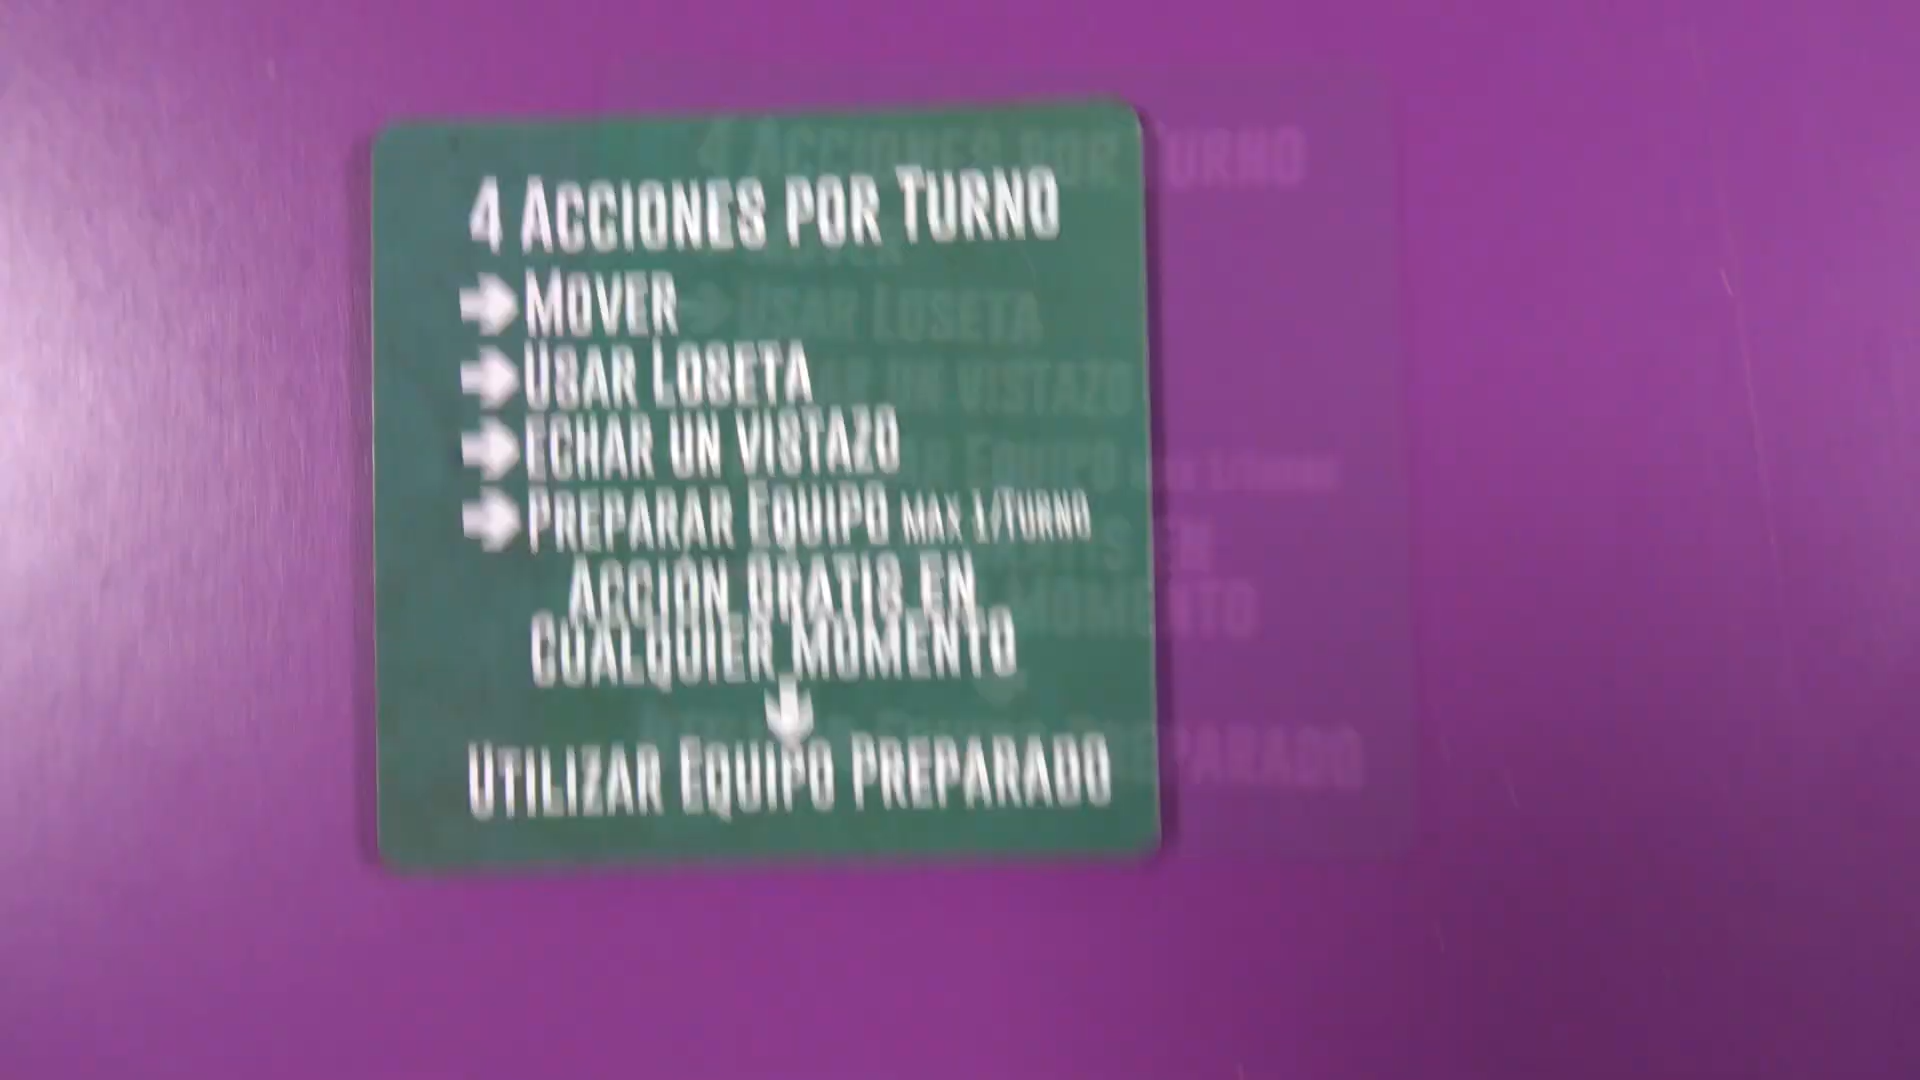 4 ACCIONES POR TURNO
MOVER
USAR LOSETA
ECHAR UN VISTAZO
PREPARAR EQUIPO MAX 1/TURNO
ACCIÓN GRATIS EN
CUALQUIER MOMENTO
UTILIZAR EQUIPO PREPARADO